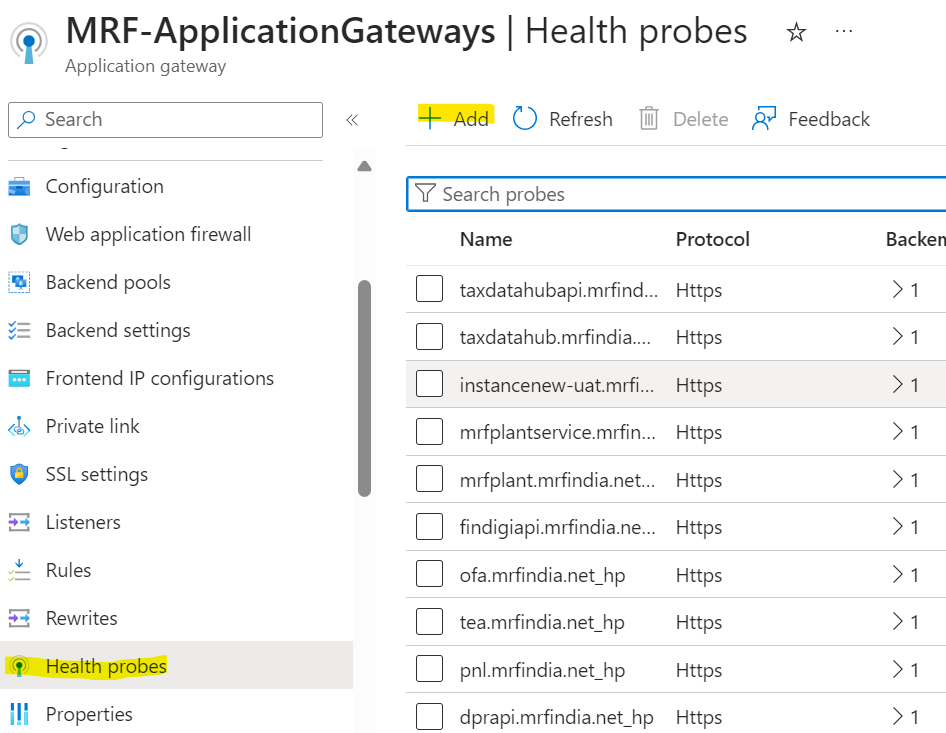 MRF-ApplicationGateways | Health probes
Application gateway
Search
Add
Refresh
Delete
Feedback
Configuration
Web application firewall
Backend pools
Backend settings
Frontend IP configurations
Private link
SSL settings
Listeners
Rules
Rewrites
Health probes
Properties
Search probes
Name Protocol Backen
taxdatahubapi.mrfind... Https 1
taxdatahub.mrfindia.... Https 1
instancenew-uat.mrfi... Https 1
mrfplantservice.mrfin... Https 1
mrfplant.mrfindia.net... Https 1
findigiapi.mrfindia.ne... Https 1
ofa.mrfindia.net_hp Https 1
tea.mrfindia.net_hp Https 1
pnl.mrfindia.net_hp Https 1
dprapi.mrfindia.net_hp Https 1